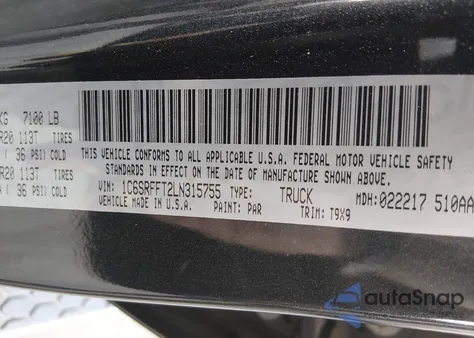 KG 7100 LB
R20 113T TIRES
( 36 PSI) COLD
R20 113T TIRES
( 36 PSI) COLD
THIS VEHICLE CONFORMS TO ALL APPLICABLE U.S.A. FEDERAL MOTOR VEHICLE SAFETY
STANDARDS IN EFFECT ON THE DATE OF MANUFACTURE SHOWN ABOVE.
VIN: 1C6SRFFT2LN315755 TYPE: TRUCK
VEHICLE MADE IN U.S.A. PAINT: PAR TRIM: T9X9 MDH: 022217 510AA
autoSnap